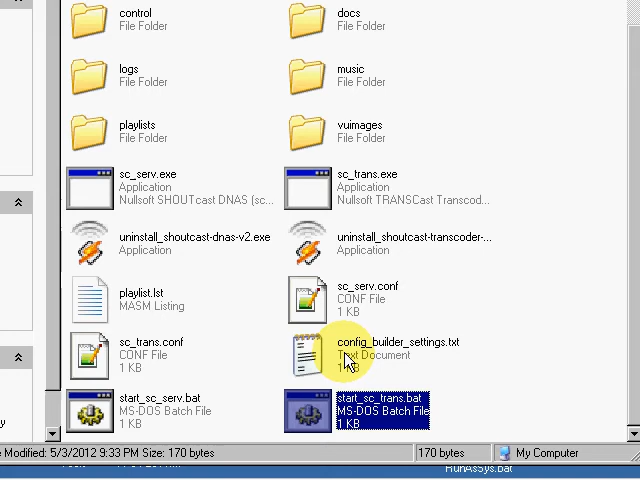 control
File Folder
docs
File Folder
logs
File Folder
music
File Folder
playlists
File Folder
vuimages
File Folder
sc_serv.exe
Application
Nullsoft SHOUTcast DNAS (sc...
sc_trans.exe
Application
Nullsoft TRANSCast Transcod...
uninstall_shoutcast-dnas-v2.exe
Application
uninstall_shoutcast-transcoder-...
Application
playlist.lst
MASM Listing
sc_serv.conf
CONF File
1 KB
sc_trans.conf
CONF File
1 KB
config_builder_settings.txt
Text Document
1 KB
start_sc_serv.bat
MS-DOS Batch File
1 KB
start_sc_trans.bat
MS-DOS Batch File
1 KB
y
e Modified: 5/3/2012 9:33 PM Size: 170 bytes
170 bytes
My Computer
RunAsSys.bat